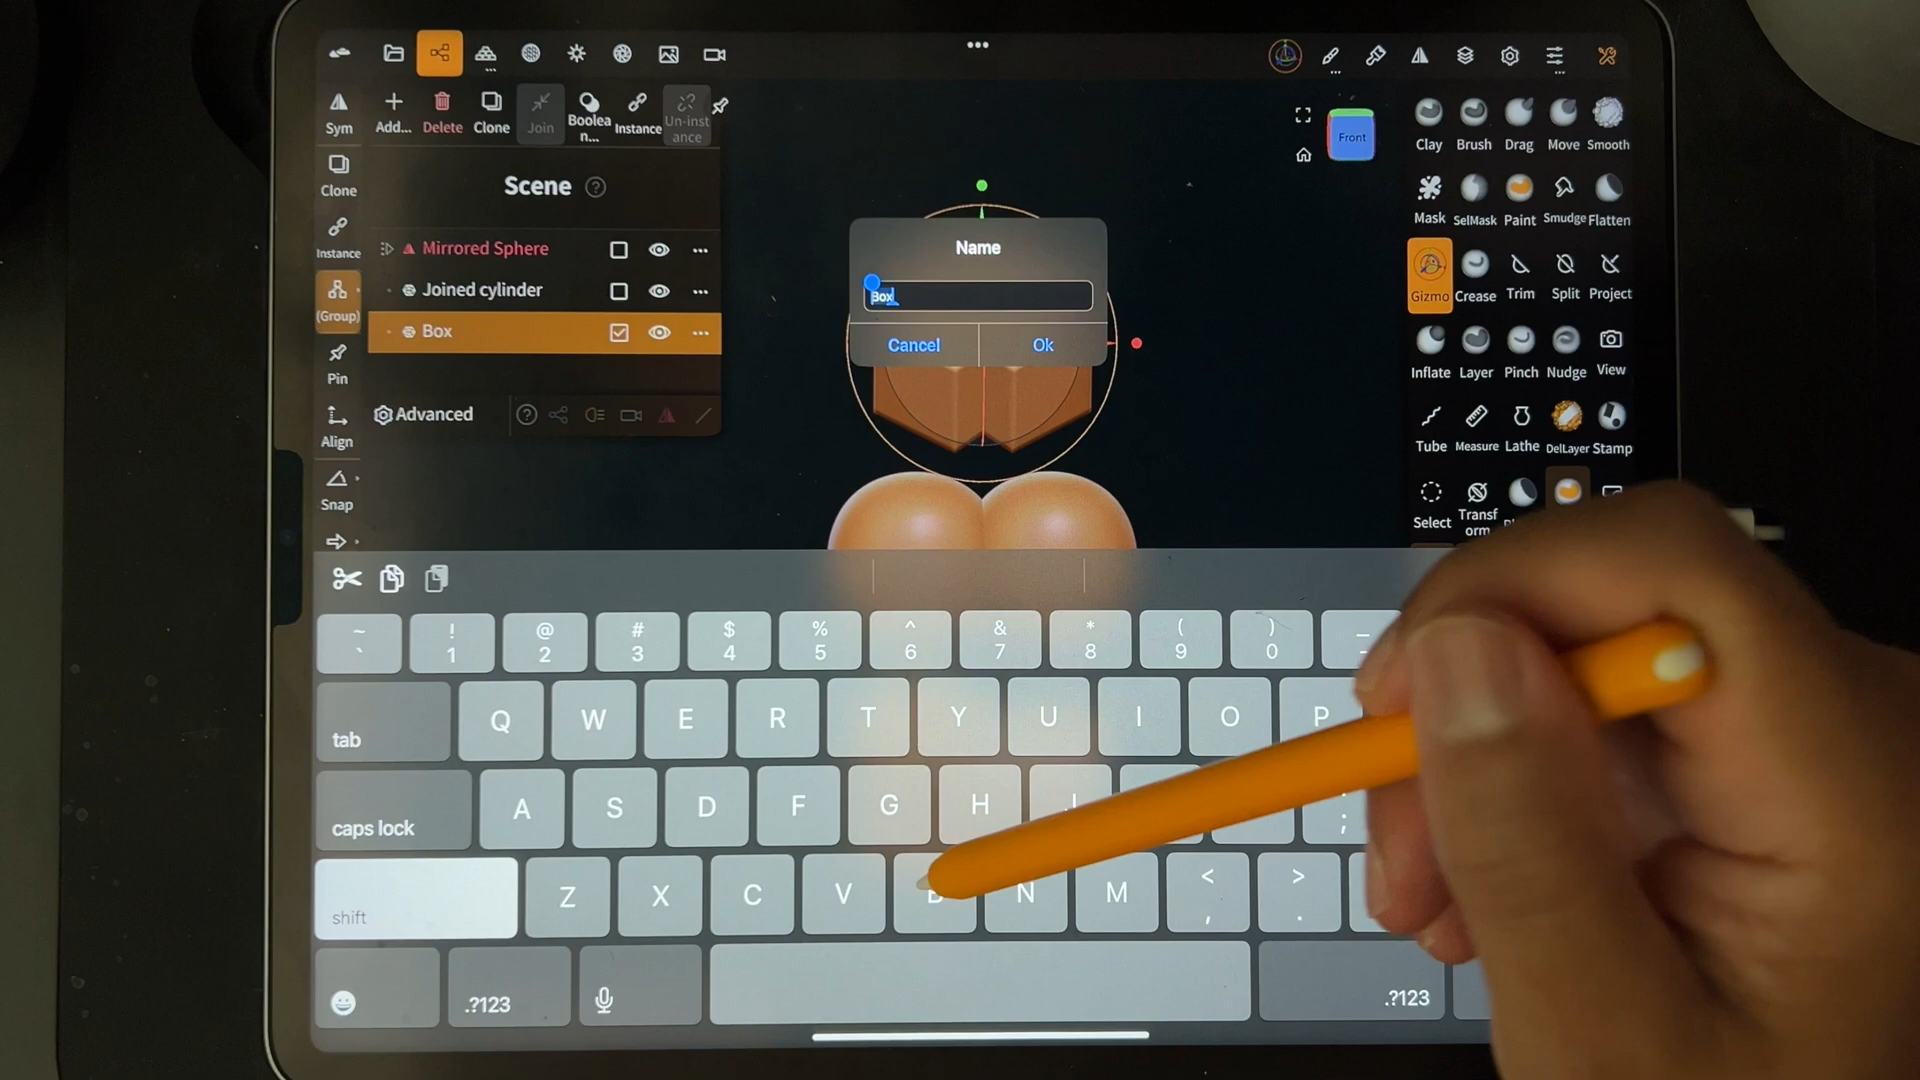 Sym
Add...
Delete
Clone
Join
Boolea
n...
Instance
Un-inst
ance
Clone
Instance
(Group)
Pin
Align
Snap
Scene ?
Mirrored Sphere
Joined cylinder
Box
Advanced ?
Name
Box
Cancel
Ok
Front
Clay
Brush
Drag
Move
Smooth
Mask
SelMask
Paint
Smudge
Flatten
Gizmo
Crease
Trim
Split
Project
Inflate
Layer
Pinch
Nudge
View
Tube
Measure
Lathe
DelLayer
Stamp
Select
Transf
orm
~ ! @ # $ % ^ & * ( ) _
` 1 2 3 4 5 6 7 8 9 0 -
tab Q W E R T Y U I O P
caps lock A S D F G H J ;
shift Z X C V B N M < , > .
.?123 .?123